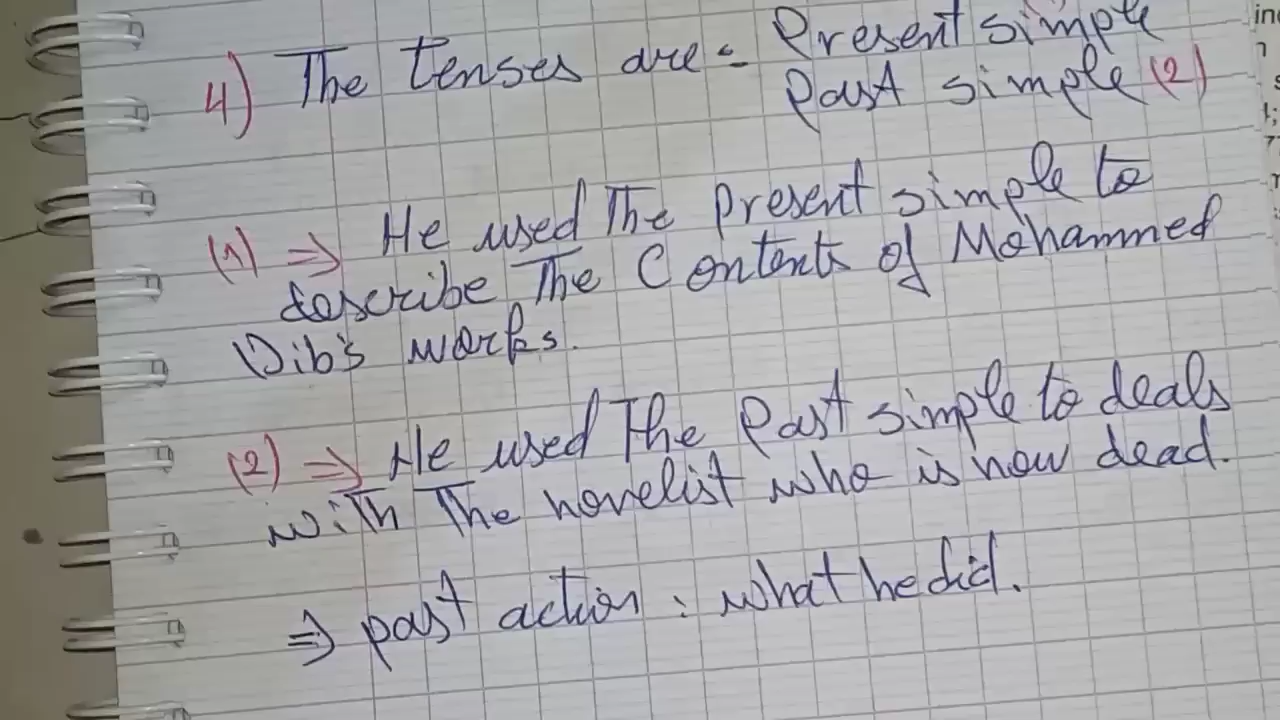 4) The tenses are = Present simple
Past simple (2)
(1) ⇒ He used The present simple to
describe The Contents of Mohammed
Dib's works.
(2) ⇒ He used The Past simple to deals
with The novelist who is now dead.
⇒ past action : what he did.